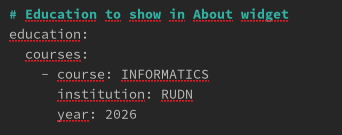 # Education to show in About widget
education:
  courses:
    - course: INFORMATICS
      institution: RUDN
      year: 2026